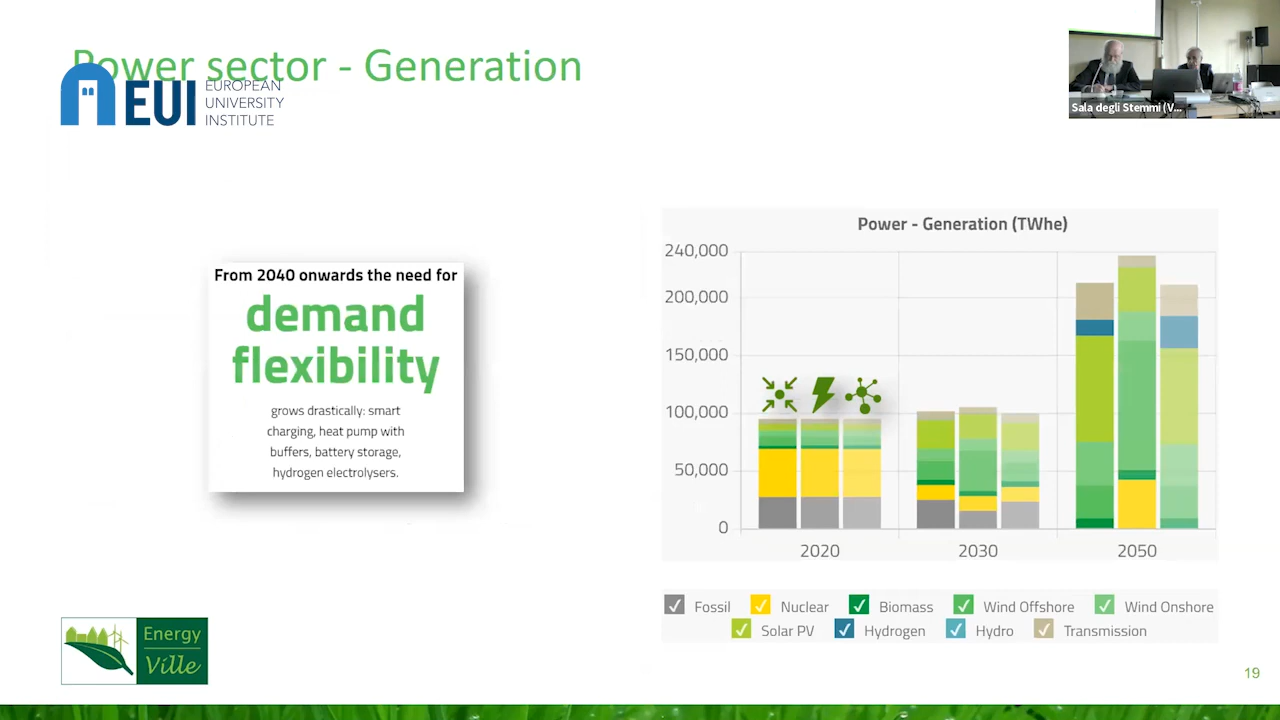 Power sector - Generation
EUI
EUROPEAN
UNIVERSITY
INSTITUTE
Sala degli Stemmi (V...
From 2040 onwards the need for
demand
flexibility
grows drastically: smart
charging, heat pump with
buffers, battery storage,
hydrogen electrolysers.
Power - Generation (TWhe)
240,000
200,000
150,000
100,000
50,000
0
2020 2030 2050
Fossil Nuclear Biomass Wind Offshore Wind Onshore
Solar PV Hydrogen Hydro Transmission
Energy
Ville
19